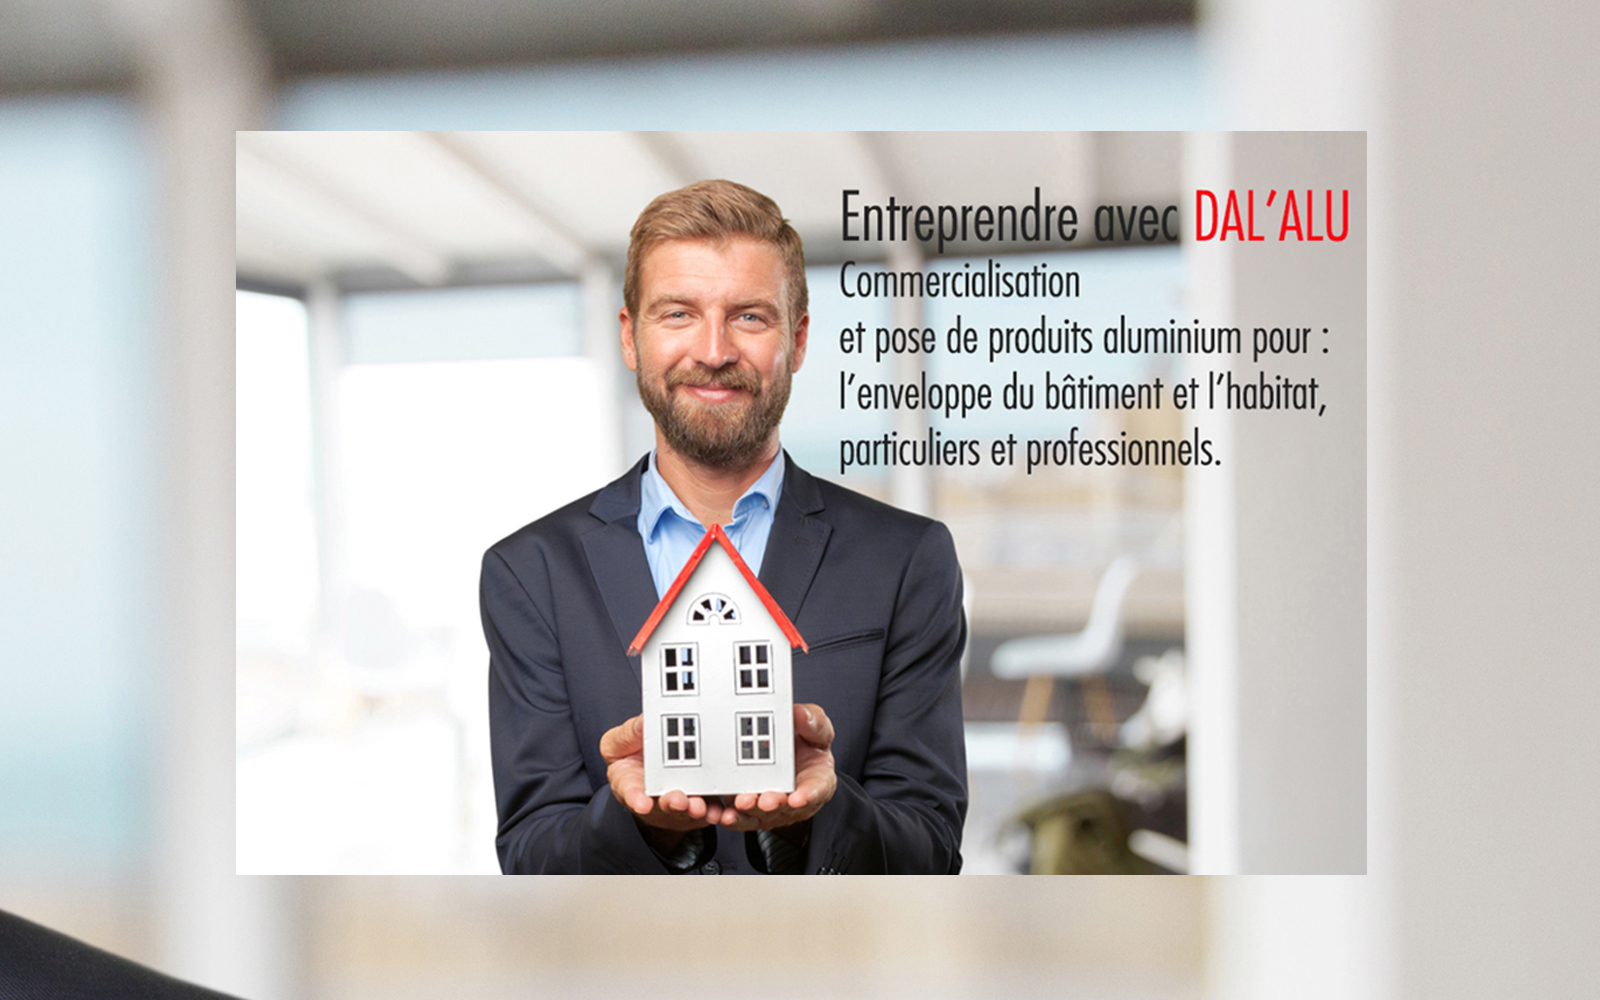 Entreprendre avec DAL'ALU
Commercialisation
et pose de produits aluminium pour :
l'enveloppe du bâtiment et l'habitat,
particuliers et professionnels.